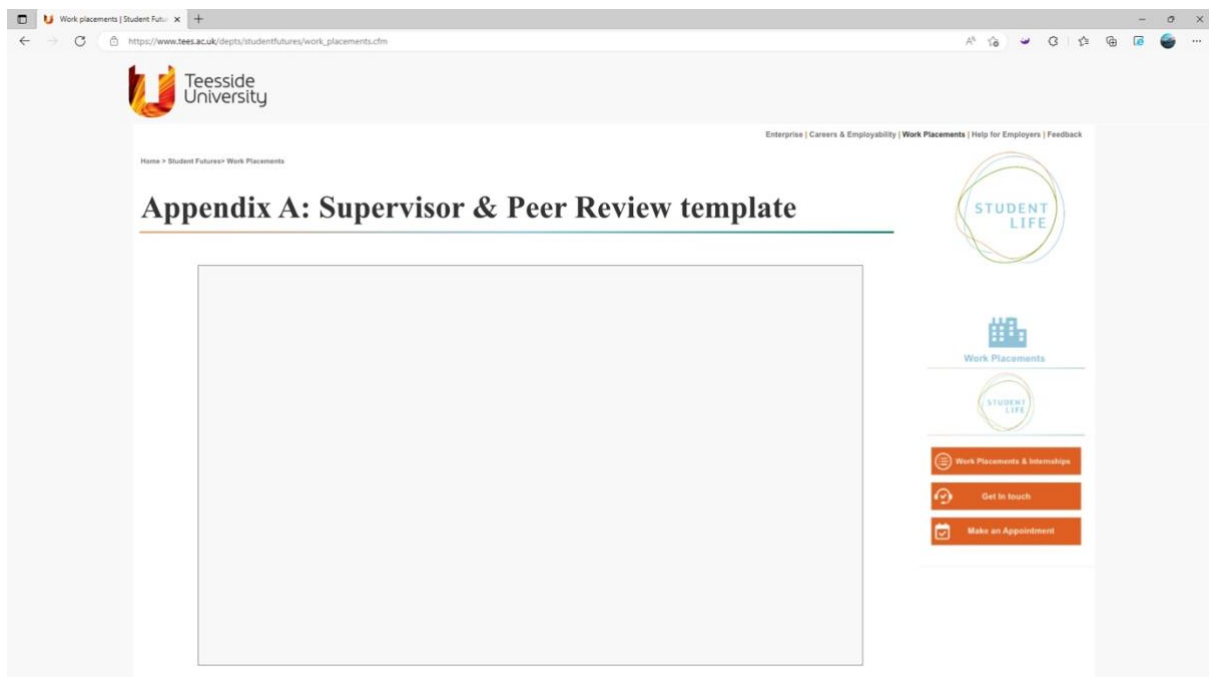 Work placements | Student Futu
https://www.tees.ac.uk/depts/studentfutures/work_placements.cfm
Teesside
University
Enterprise | Careers & Employability | Work Placements | Help for Employers | Feedback
Home > Student Futures> Work Placements
Appendix A: Supervisor & Peer Review template
STUDENT
LIFE
Work Placements
STUDENT
LIFE
Work Placements & Internships
Get In touch
Make an Appointment